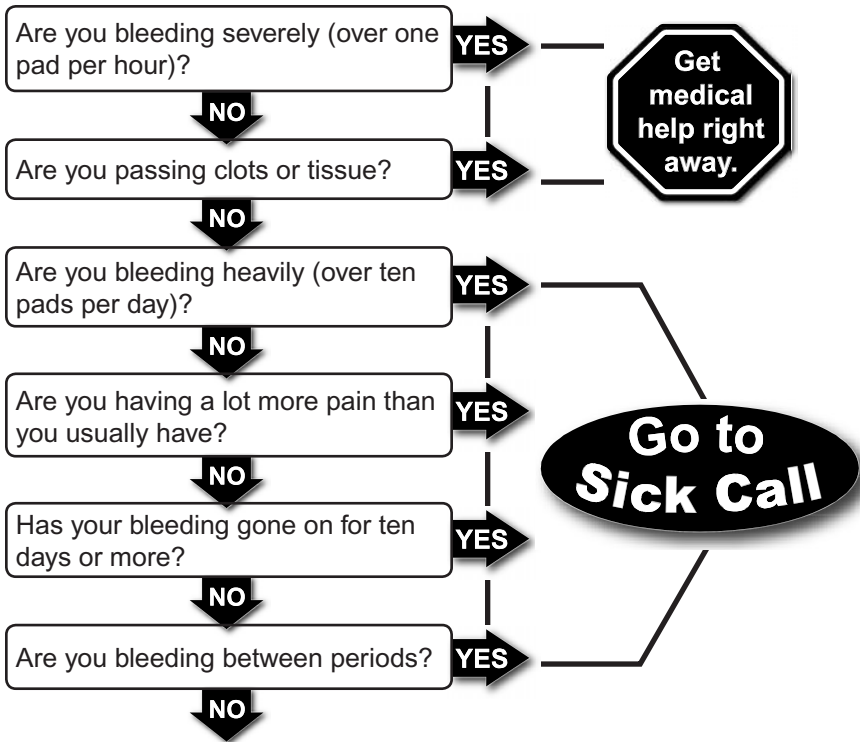 Are you bleeding severely (over one
pad per hour)?
YES
Get
medical
help right
away.
NO
Are you passing clots or tissue?
YES
NO
Are you bleeding heavily (over ten
pads per day)?
YES
NO
Are you having a lot more pain than
you usually have?
YES
Go to
Sick Call
NO
Has your bleeding gone on for ten
days or more?
YES
NO
Are you bleeding between periods?
YES
NO